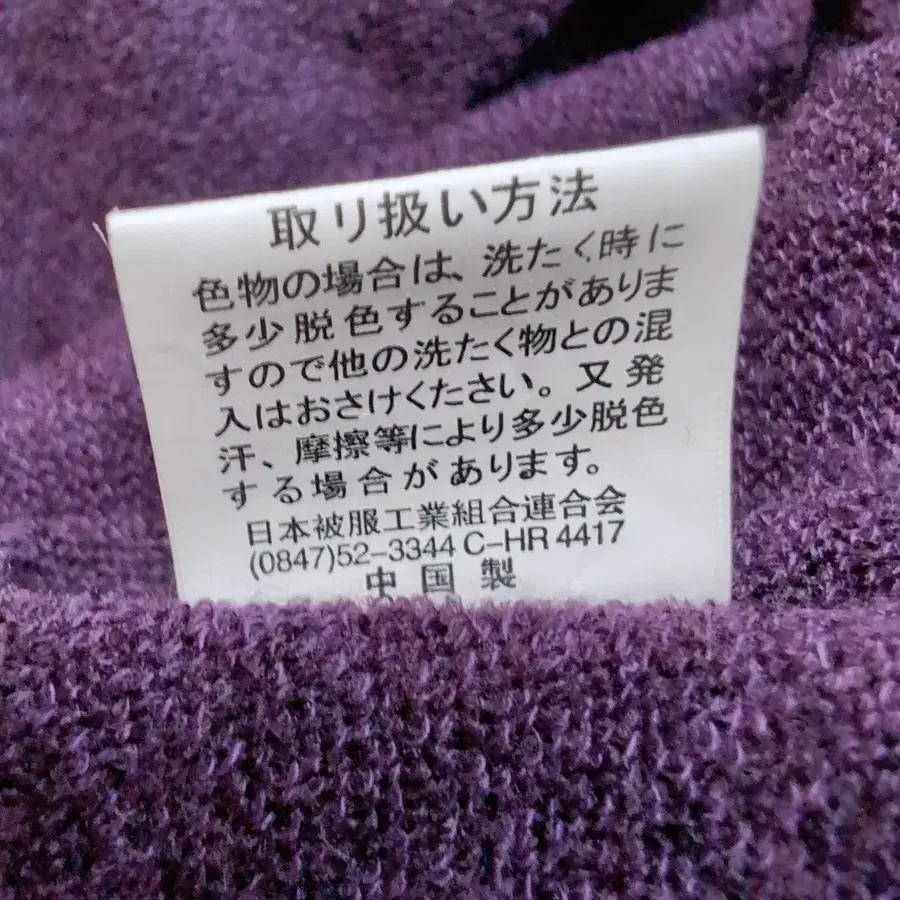 取り扱い方法
色物の場合は、洗たく時に
多少脱色することがありま
すので他の洗たく物との混
入はおさけください。又発
汗、摩擦等により多少脱色
する場合があります。
日本被服工業組合連合会
(0847)52-3344 C-HR 4417
中国製